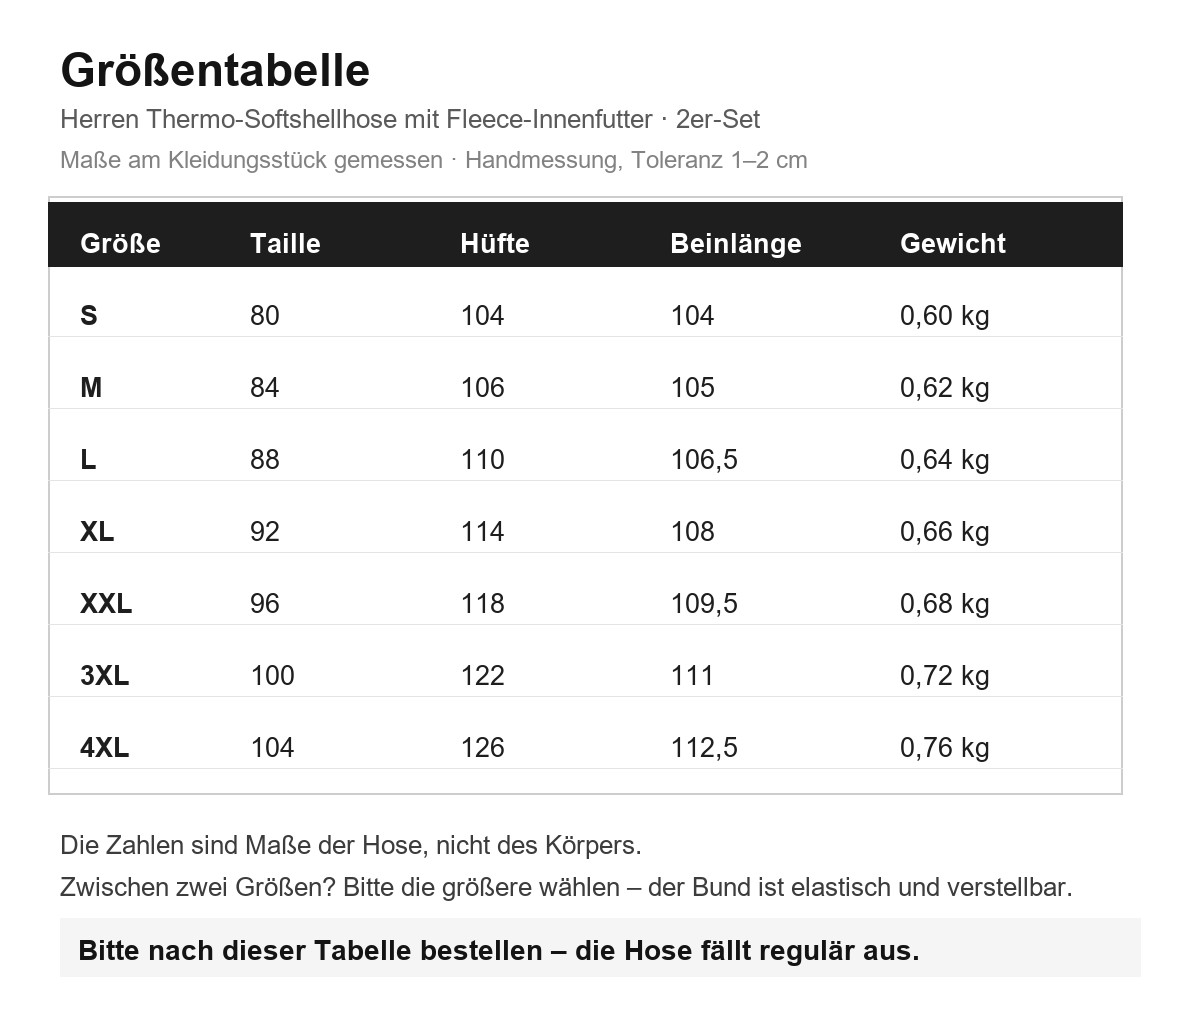 Größentabelle
Herren Thermo-Softshellhose mit Fleece-Innenfutter · 2er-Set
Maße am Kleidungsstück gemessen · Handmessung, Toleranz 1–2 cm
Größe Taille Hüfte Beinlänge Gewicht
S 80 104 104 0,60 kg
M 84 106 105 0,62 kg
L 88 110 106,5 0,64 kg
XL 92 114 108 0,66 kg
XXL 96 118 109,5 0,68 kg
3XL 100 122 111 0,72 kg
4XL 104 126 112,5 0,76 kg
Die Zahlen sind Maße der Hose, nicht des Körpers.
Zwischen zwei Größen? Bitte die größere wählen – der Bund ist elastisch und verstellbar.
Bitte nach dieser Tabelle bestellen – die Hose fällt regulär aus.